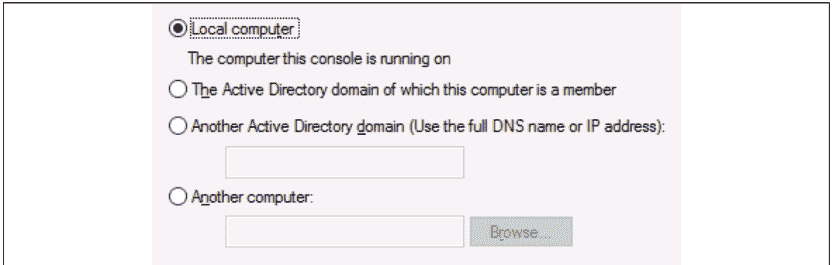 Local computer
The computer this console is running on
The Active Directory domain of which this computer is a member
Another Active Directory domain (Use the full DNS name or IP address):
Another computer:
Browse...